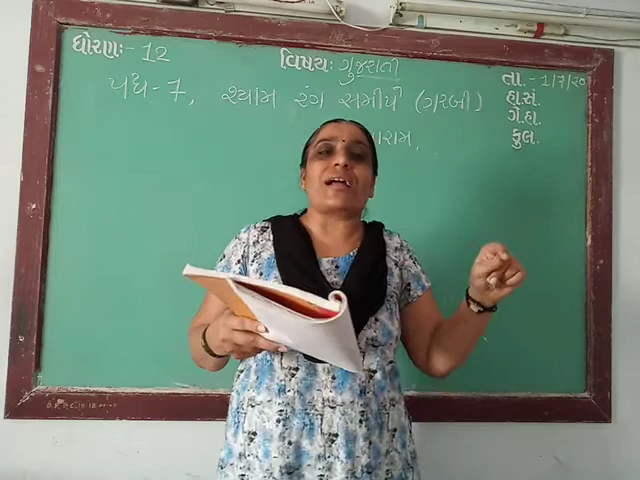 ધોરણઃ- 12
વિષયઃ ગુજરાતી
તા. - 1/7/20
પદ્ય - 7, શ્યામ રંગ સમીપે (ગરબી)
હા.સં.
ગે.હા.
કુલ.
યારામ,